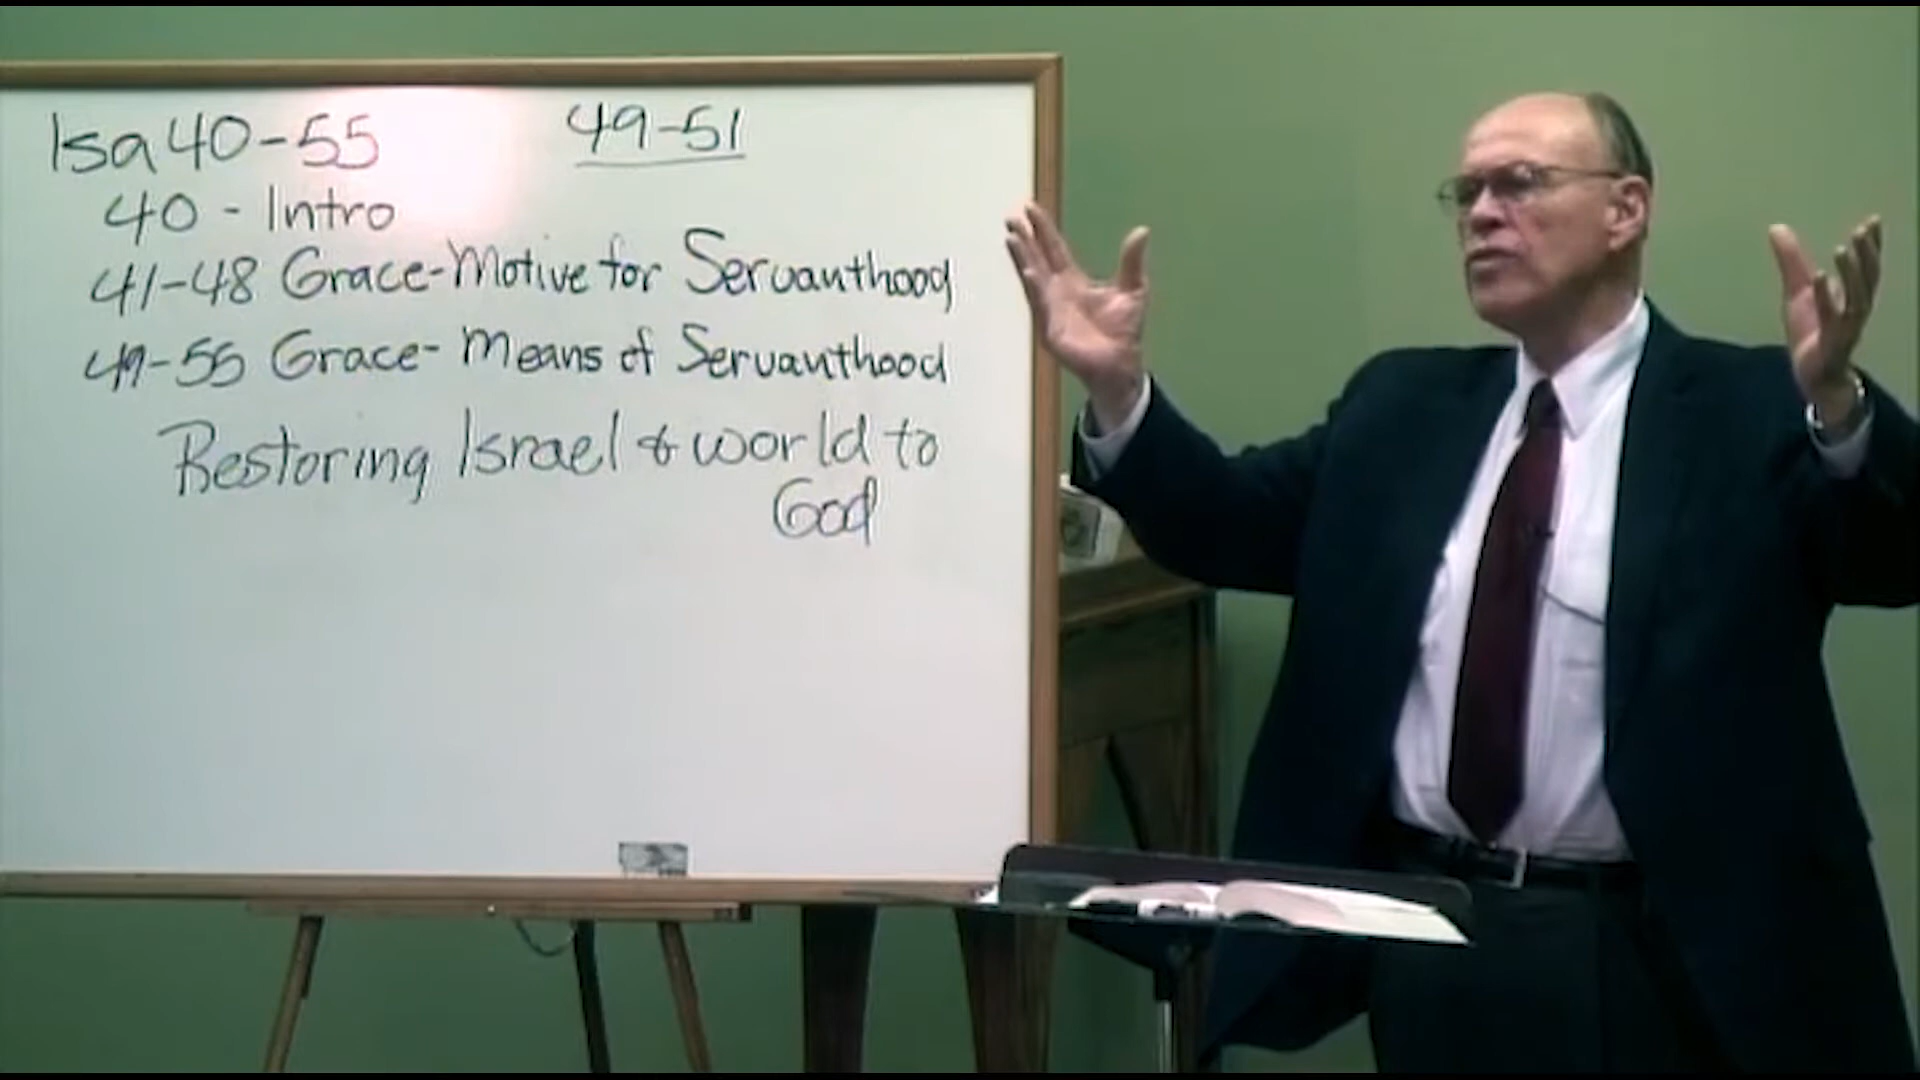 Isa 40-55
49-51
40 - Intro
41-48 Grace-Motive for Servanthood
49-55 Grace- Means of Servanthood
Restoring Israel & world to
God